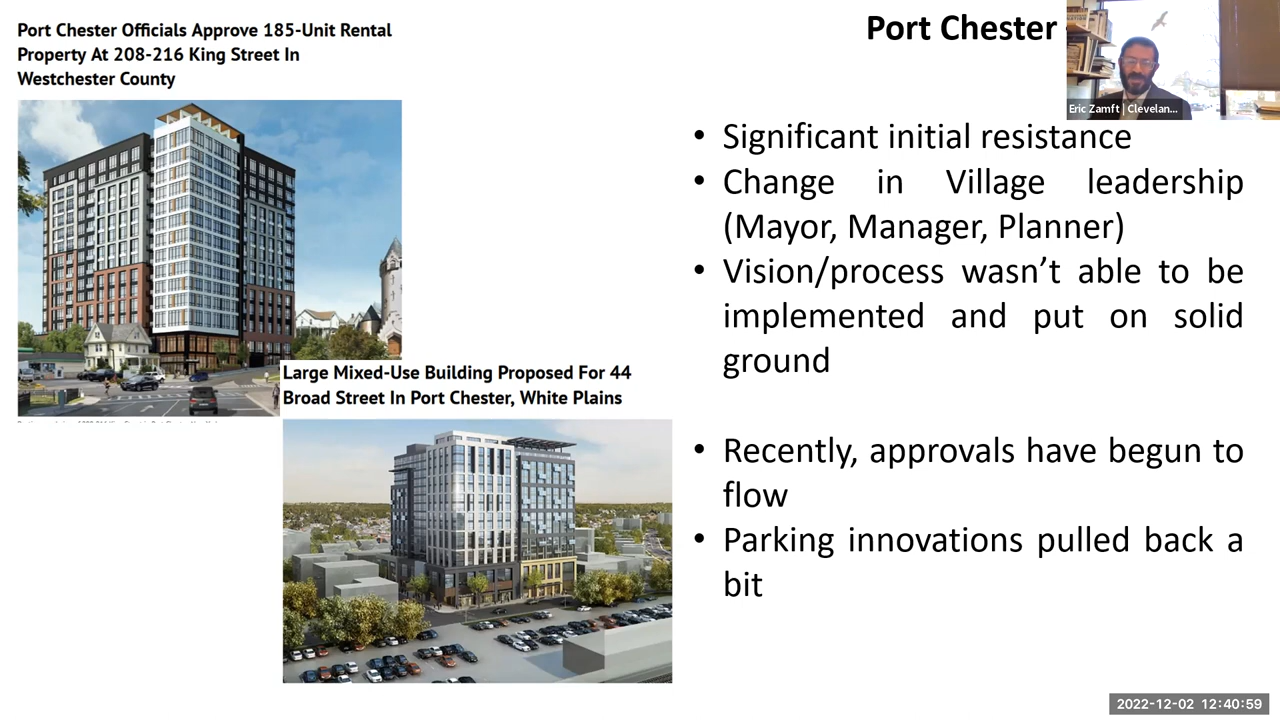 Port Chester Officials Approve 185-Unit Rental
Property At 208-216 King Street In
Westchester County
Large Mixed-Use Building Proposed For 44
Broad Street In Port Chester, White Plains
Port Chester
Eric Zamft | Clevelan...
• Significant initial resistance
• Change in Village leadership
(Mayor, Manager, Planner)
• Vision/process wasn’t able to be
implemented and put on solid
ground
• Recently, approvals have begun to
flow
• Parking innovations pulled back a
bit
2022-12-02 12:40:59